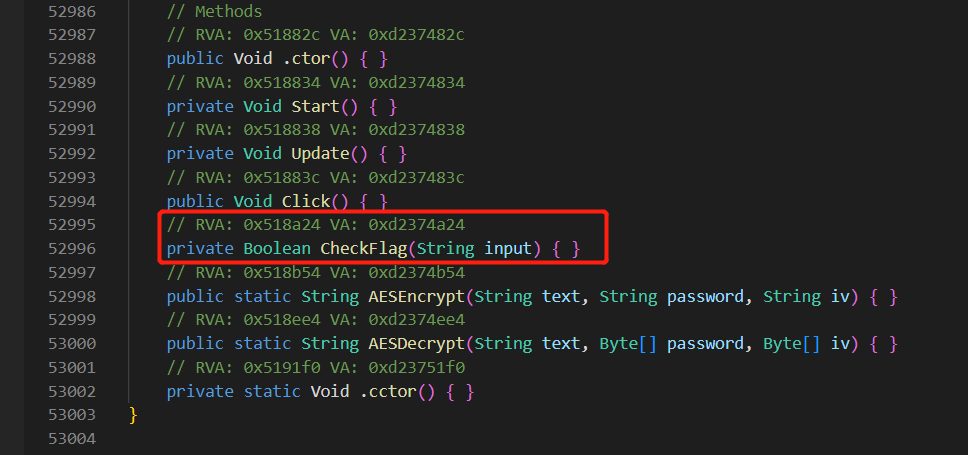 52986 // Methods
52987 // RVA: 0x51882c VA: 0xd237482c
52988 public Void .ctor() { }
52989 // RVA: 0x518834 VA: 0xd2374834
52990 private Void Start() { }
52991 // RVA: 0x518838 VA: 0xd2374838
52992 private Void Update() { }
52993 // RVA: 0x51883c VA: 0xd237483c
52994 public Void Click() { }
52995 // RVA: 0x518a24 VA: 0xd2374a24
52996 private Boolean CheckFlag(String input) { }
52997 // RVA: 0x518b54 VA: 0xd2374b54
52998 public static String AESEncrypt(String text, String password, String iv) { }
52999 // RVA: 0x518ee4 VA: 0xd2374ee4
53000 public static String AESDecrypt(String text, Byte[] password, Byte[] iv) { }
53001 // RVA: 0x5191f0 VA: 0xd23751f0
53002 private static Void .cctor() { }
53003 }
53004